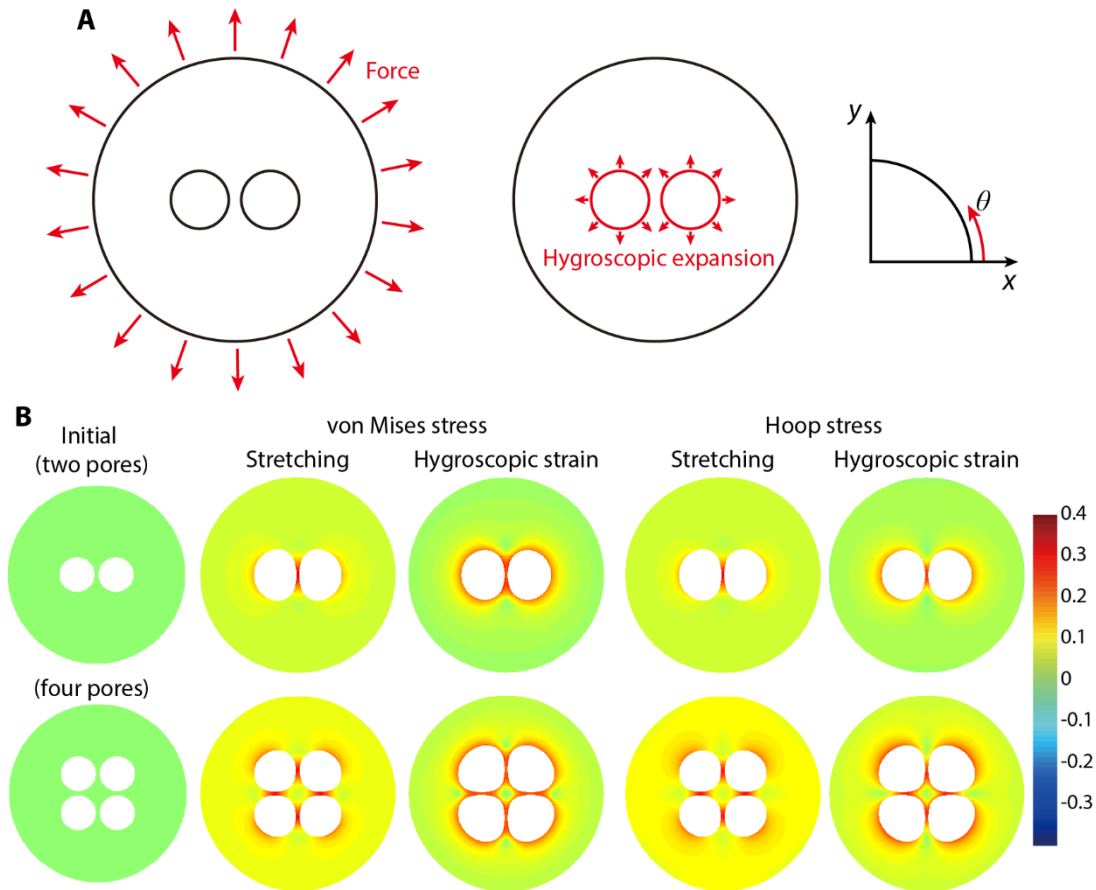 A
Force
Hygroscopic expansion
y
θ
x
B
Initial
(two pores)
von Mises stress
Hoop stress
Stretching
Hygroscopic strain
Stretching
Hygroscopic strain
(four pores)
0.4
0.3
0.2
0.1
0
-0.1
-0.2
-0.3